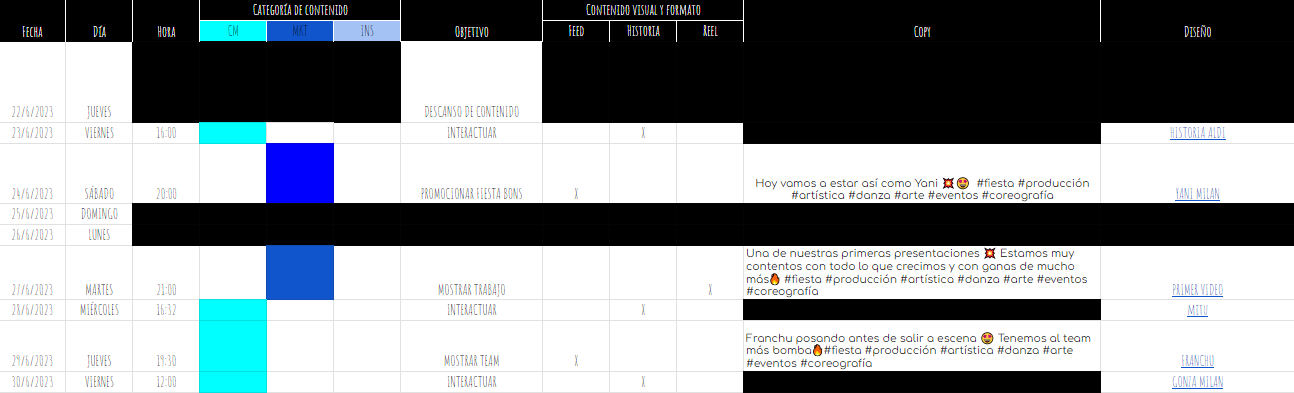 Categoría de contenido Contenido visual y formato
Fecha Día Hora CM MKT INS Objetivo Feed Historia Reel Copy Diseño
22/6/2023 JUEVES DESCANSO DE CONTENIDO
23/6/2023 VIERNES 16:00 INTERACTUAR X HISTORIA ALDI
Hoy vamos a estar así como Yani 💥😍 #fiesta #producción
24/6/2023 SÁBADO 20:00 PROMOCIONAR FIESTA BONS X #artística #danza #arte #eventos #coreografía YANI MILAN
25/6/2023 DOMINGO
26/6/2023 LUNES
Una de nuestras primeras presentaciones 💥 Estamos muy
contentos con todo lo que crecimos y con ganas de mucho
más🔥 #fiesta #producción #artística #danza #arte #eventos
27/6/2023 MARTES 21:00 MOSTRAR TRABAJO X #coreografía PRIMER VIDEO
28/6/2023 MIÉRCOLES 16:32 INTERACTUAR X MITU
Franchu posando antes de salir a escena 😍 Tenemos al team
más bomba🔥#fiesta #producción #artística #danza #arte
29/6/2023 JUEVES 19:30 MOSTRAR TEAM X #eventos #coreografía FRANCHU
30/6/2023 VIERNES 12:00 INTERACTUAR X GONZA MILAN